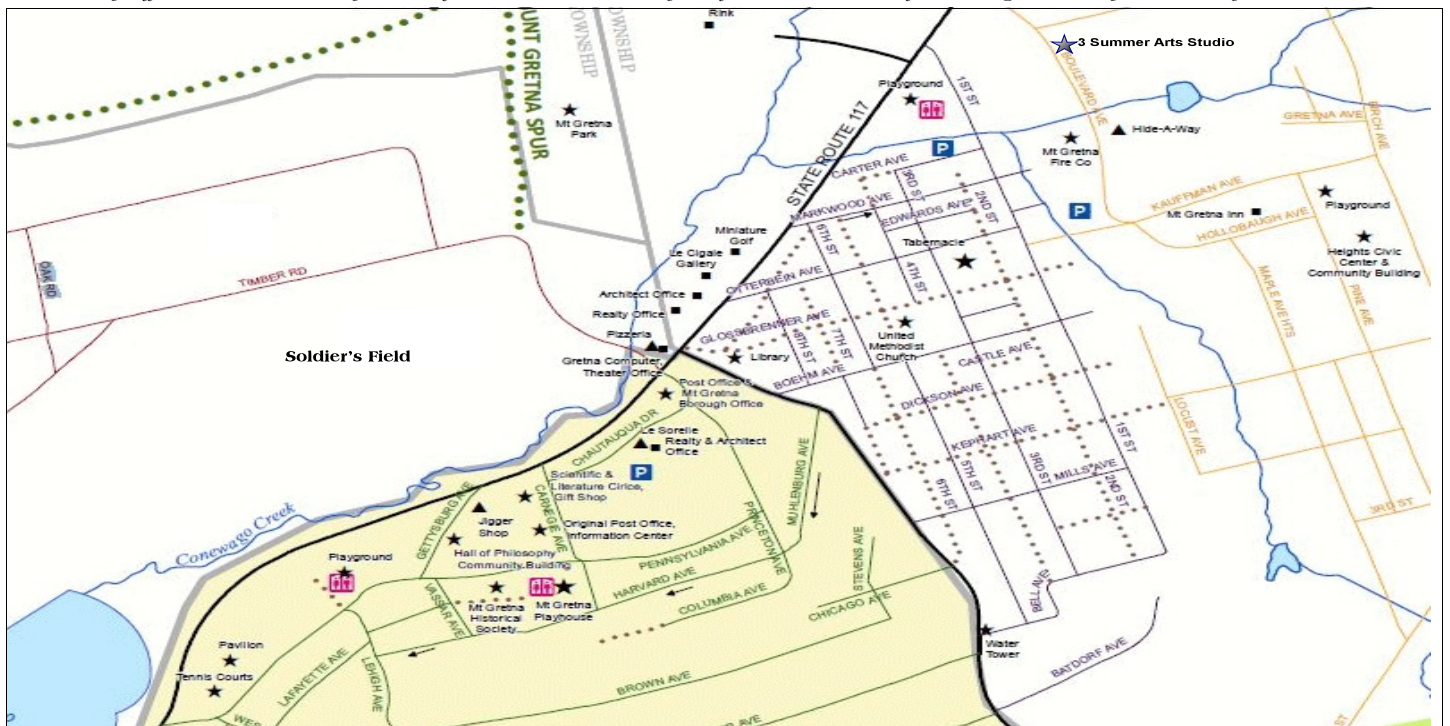 Rink
3 Summer Arts Studio
TOWNSHIP
TOWNSHIP
UNT GRETNA SPUR
Mt Gretna
Park
Playground
1ST ST
BOULEVARD AVE
STATE ROUTE 117
Hide-A-Way
Mt Gretna
Fire Co
GRETNA AVE
BIRCH AVE
P
CARTER AVE
3RD ST
2ND ST
MARKWOOD AVE
EDWARDS AVE
P
KAUFFMAN AVE
Mt Gretna Inn
HOLLOBAUGH AVE
Playground
Heights Civic
Center &
Community Building
Miniature
Golf
Le Cigale
Gallery
6TH ST
Tabernacle
4TH ST
OTTERBEIN AVE
OAK RD
TIMBER RD
Architect Office
Realty Office
Pizzeria
Gretna Computer,
Theater Office
GLOSSBRENNER AVE
8TH ST
7TH ST
United
Methodist
Church
Library
BOEHM AVE
CASTLE AVE
DICKSON AVE
MAPLE AVE HTS
PINE AVE
Soldier's Field
Post Office &
Mt Gretna
Borough Office
CHAUTAUQUA DR
Le Sorelle
Realty & Architect
Office
P
MUHLENBURG AVE
KEPHART AVE
1ST ST
LOCUST AVE
3RD ST
MILLS AVE
5TH ST
6TH ST
2ND ST
3RD ST
Scientific &
Literature Cirlce,
Gift Shop
GETTYSBURG AVE
Jigger
Shop
CARNEGIE AVE
Original Post Office,
Information Center
PRINCETON AVE
Conewago Creek
Hall of Philosophy
Community Building
PENNSYLVANIA AVE
Playground
HARVARD AVE
COLUMBIA AVE
STEVENS AVE
CHICAGO AVE
BELL AVE
VASSAR AVE
Mt Gretna
Historical
Society
Mt Gretna
Playhouse
Water
Tower
BATDORF AVE
Pavilion
Tennis Courts
LAFAYETTE AVE
LEHIGH AVE
BROWN AVE
WES
AVE
ST